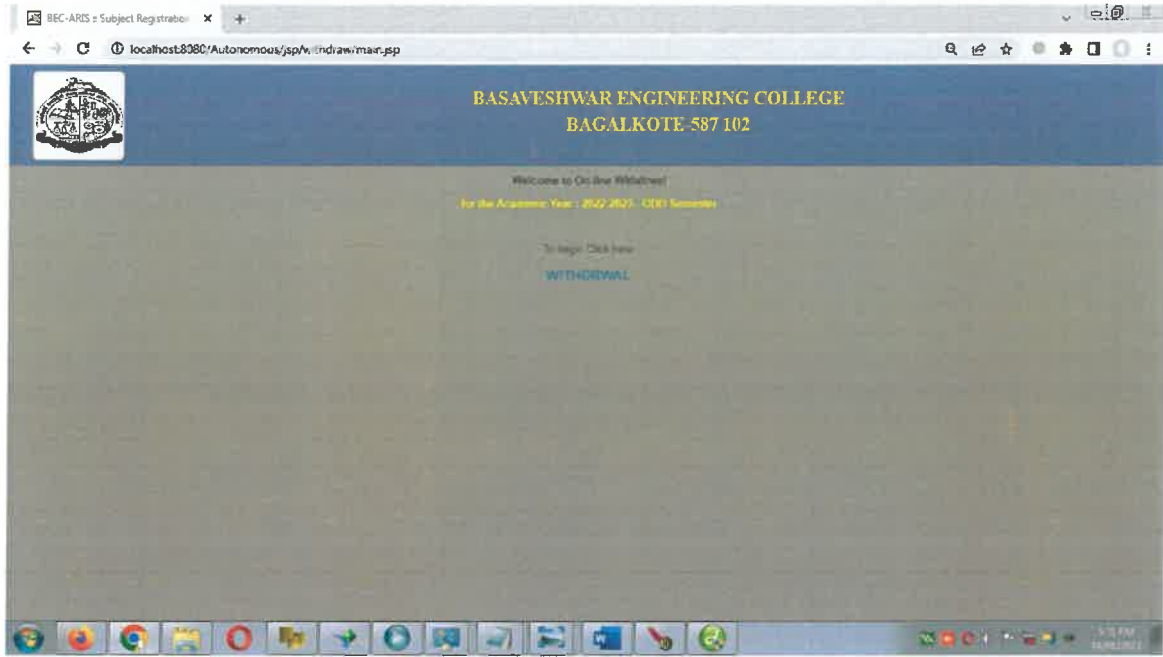 BEC-ARIS :: Subject Registration
localhost:8080/Autonomous/jsp/withdraw/main.jsp
BASAVESHWAR ENGINEERING COLLEGE
BAGALKOTE-587 102
Welcome to On-line Withdrwal
for the Academic Year : 2022-2023 - ODD Semester
To begin Click here
WITHDRWAL